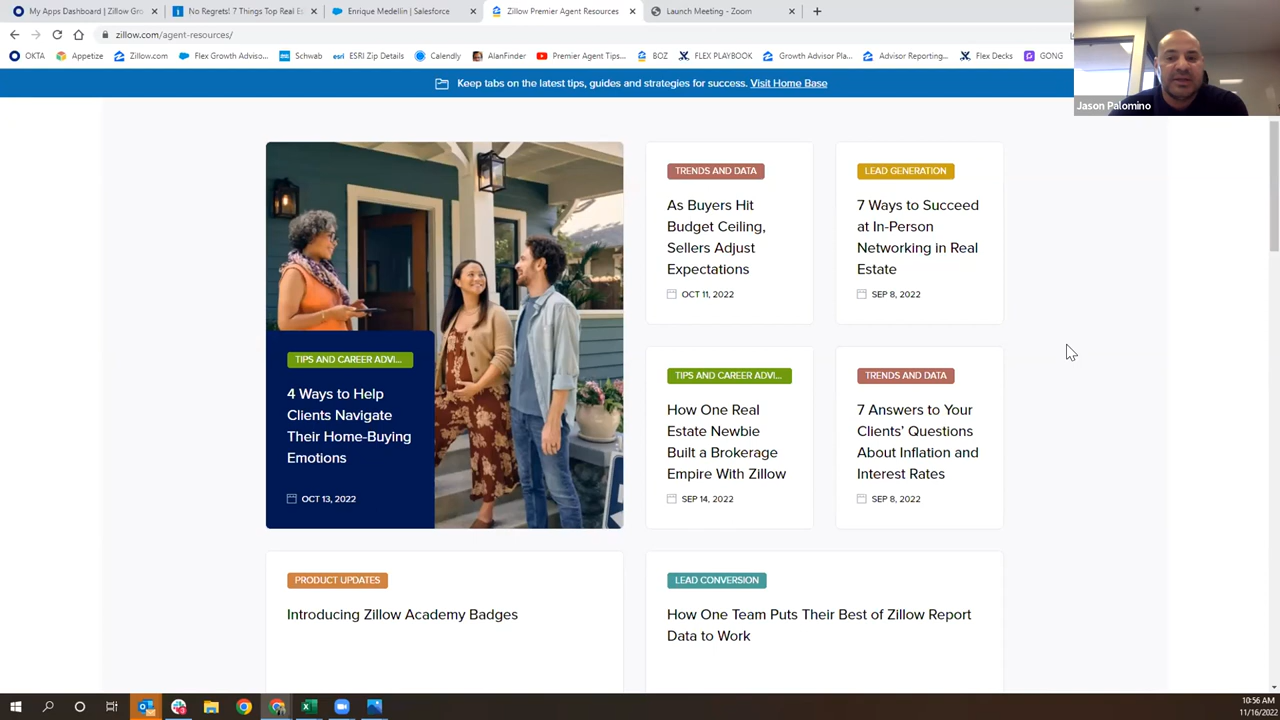 My Apps Dashboard | Zillow Gro
No Regrets! 7 Things Top Real Es
Enrique Medellin | Salesforce
Zillow Premier Agent Resources
Launch Meeting - Zoom
zillow.com/agent-resources/
OKTA
Appetize
Zillow.com
Flex Growth Adviso...
Schwab
esri ESRI Zip Details
Calendly
AlanFinder
Premier Agent Tips...
BOZ
FLEX PLAYBOOK
Growth Advisor Pla...
Advisor Reporting...
Flex Decks
GONG
Keep tabs on the latest tips, guides and strategies for success. Visit Home Base
Jason Palomino
TIPS AND CAREER ADVI...
4 Ways to Help
Clients Navigate
Their Home-Buying
Emotions
OCT 13, 2022
TRENDS AND DATA
As Buyers Hit
Budget Ceiling,
Sellers Adjust
Expectations
OCT 11, 2022
LEAD GENERATION
7 Ways to Succeed
at In-Person
Networking in Real
Estate
SEP 8, 2022
TIPS AND CAREER ADVI...
How One Real
Estate Newbie
Built a Brokerage
Empire With Zillow
SEP 14, 2022
TRENDS AND DATA
7 Answers to Your
Clients' Questions
About Inflation and
Interest Rates
SEP 8, 2022
PRODUCT UPDATES
Introducing Zillow Academy Badges
LEAD CONVERSION
How One Team Puts Their Best of Zillow Report
Data to Work
10:56 AM
11/16/2022